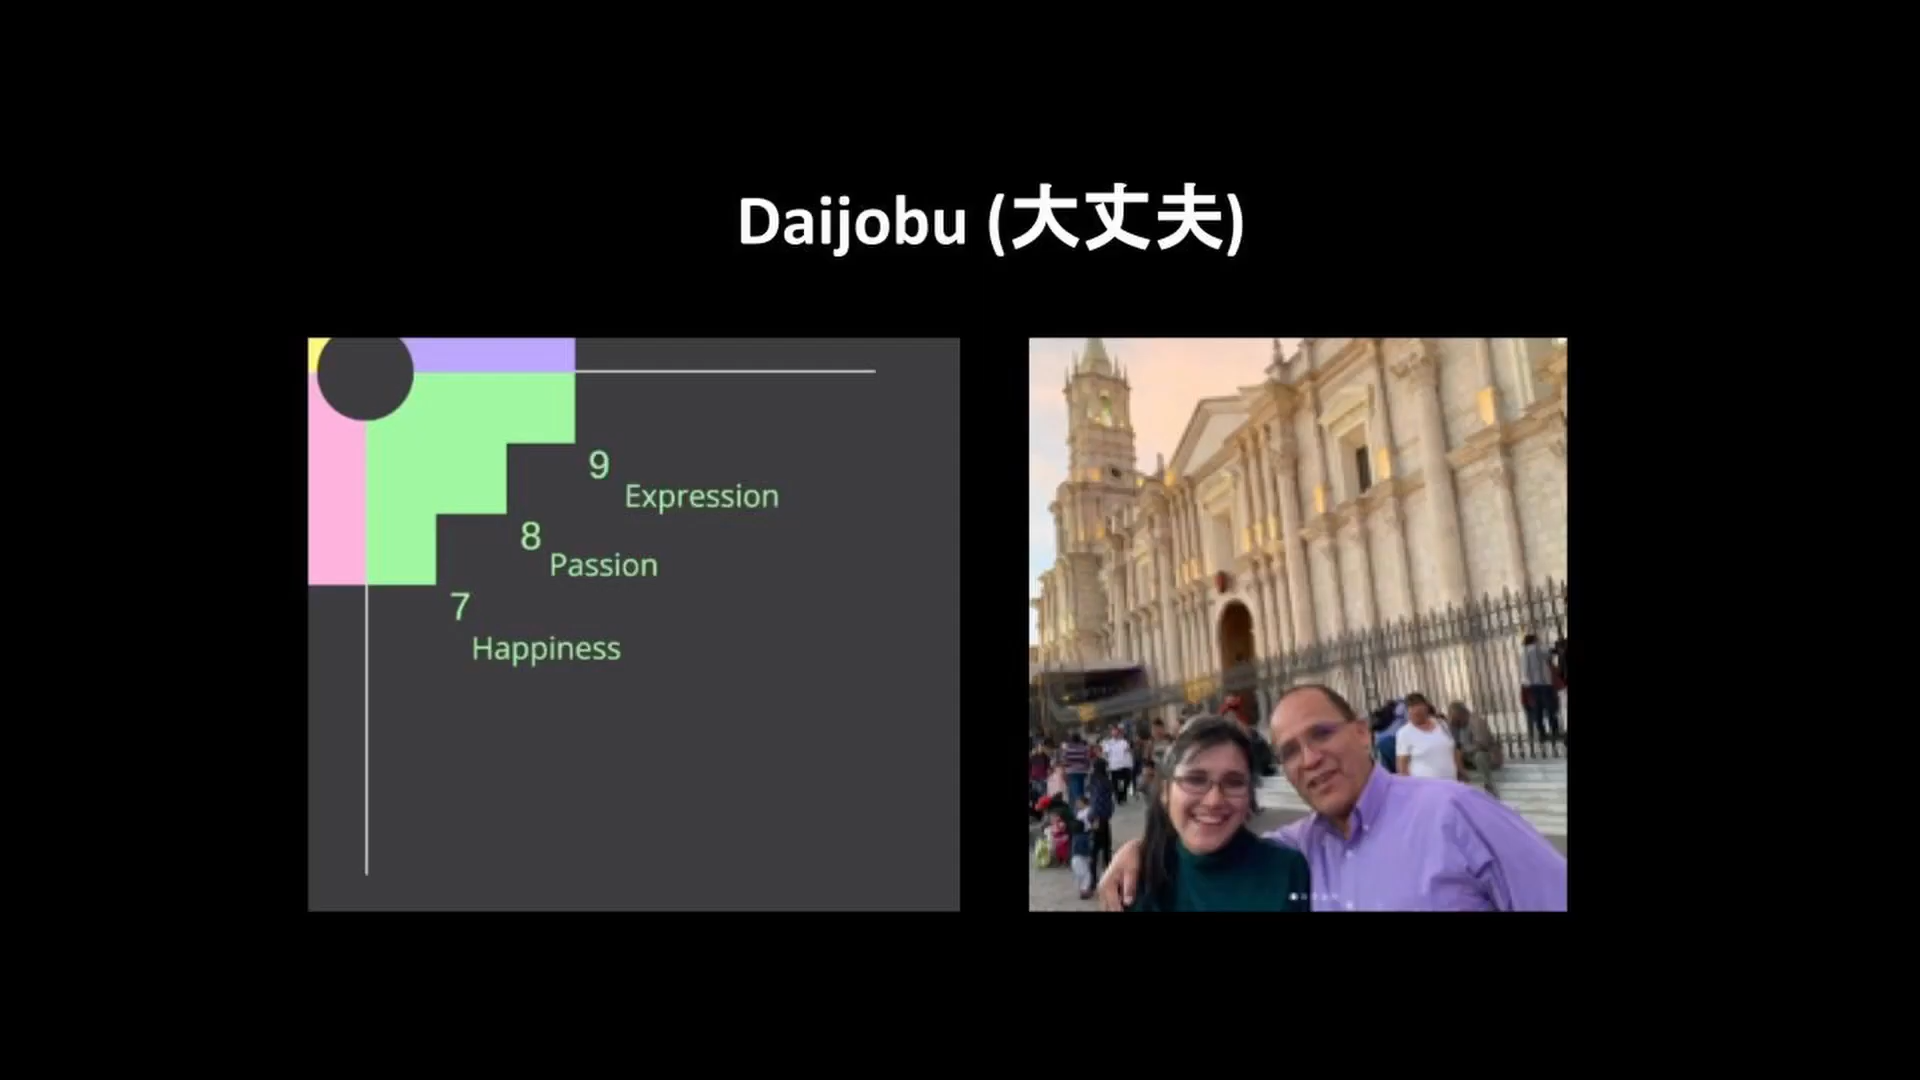 Daijobu (大丈夫)
9
Expression
8
Passion
7
Happiness